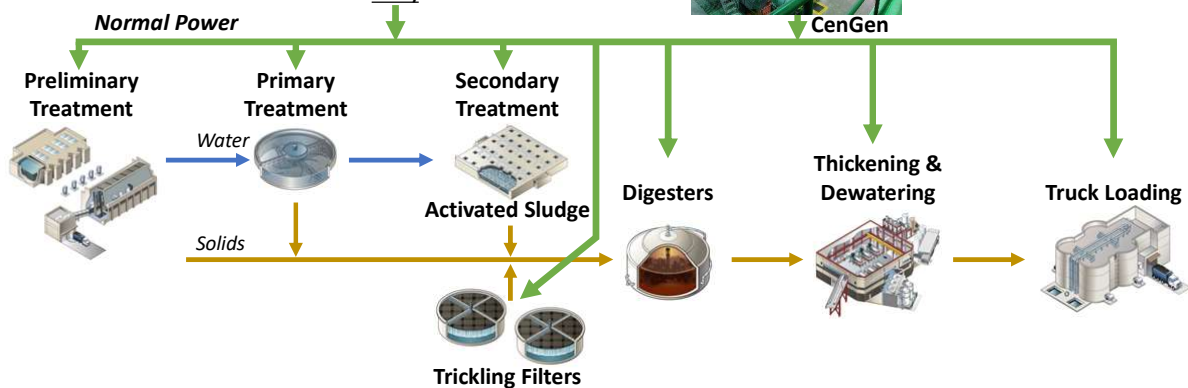 CenGen
Normal Power
Preliminary
Treatment
Primary
Treatment
Secondary
Treatment
Water
Thickening &
Dewatering
Digesters
Truck Loading
Activated Sludge
Solids
Trickling Filters